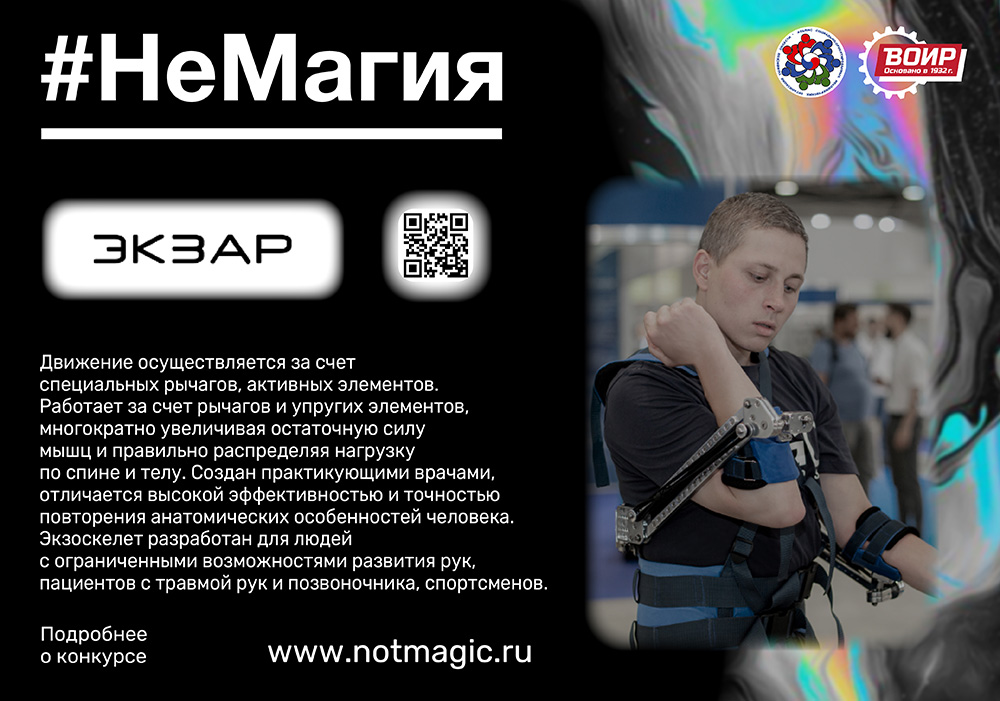 #НеМагия
ВОИР
Основано в 1932 г.
ЭКЗАР
Движение осуществляется за счет
специальных рычагов, активных элементов.
Работает за счет рычагов и упругих элементов,
многократно увеличивая остаточную силу
мышц и правильно распределяя нагрузку
по спине и телу. Создан практикующими врачами,
отличается высокой эффективностью и точностью
повторения анатомических особенностей человека.
Экзоскелет разработан для людей
с ограниченными возможностями развития рук,
пациентов с травмой рук и позвоночника, спортсменов.
Подробнее
о конкурсе
www.notmagic.ru